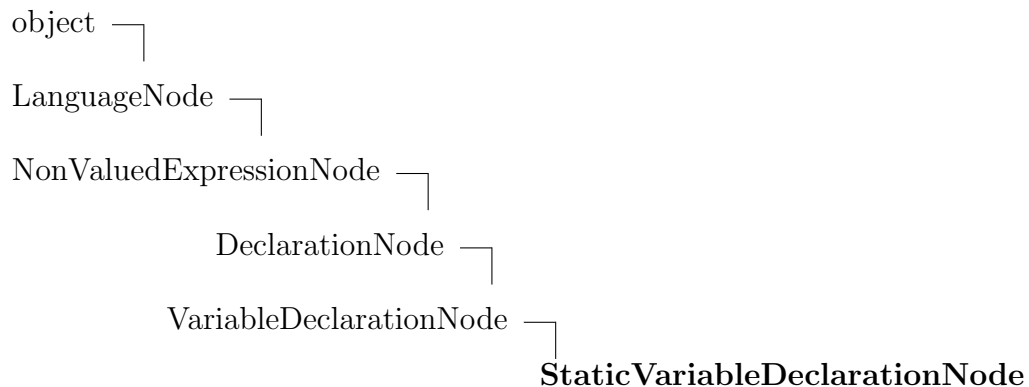 object
LanguageNode
NonValuedExpressionNode
DeclarationNode
VariableDeclarationNode
StaticVariableDeclarationNode